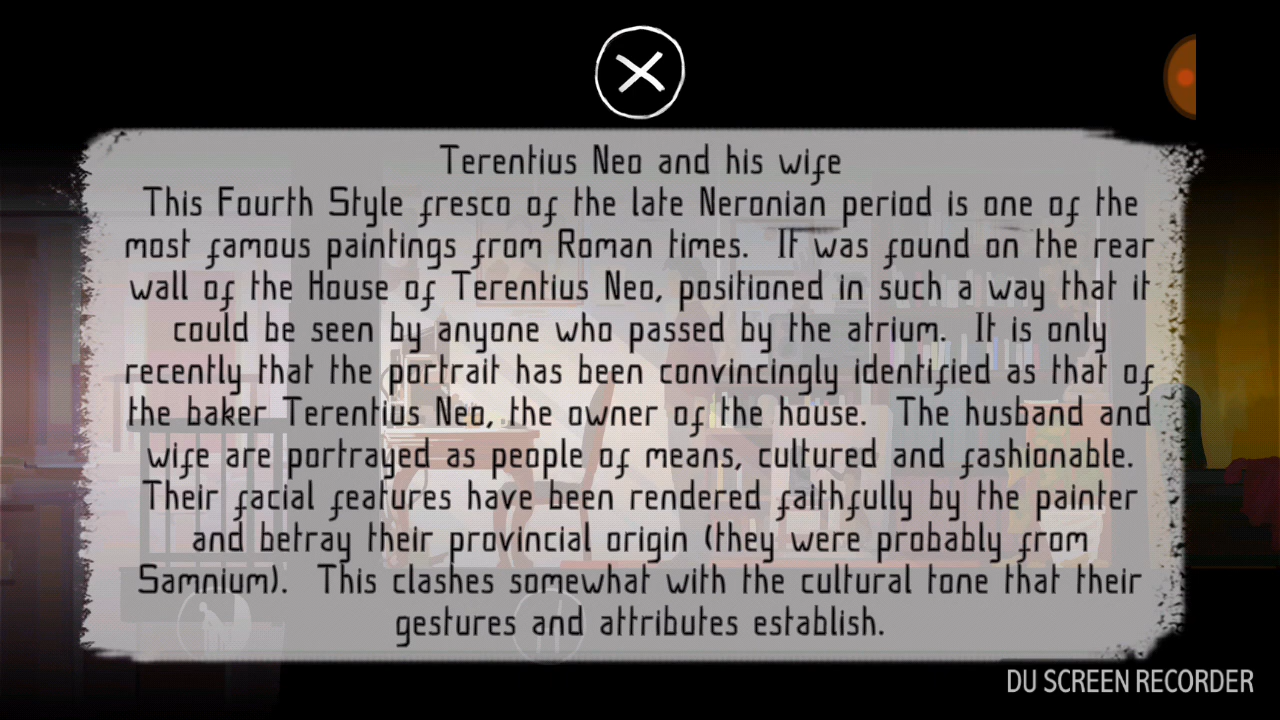 Terentius Neo and his wife
This Fourth Style fresco of the late Neronian period is one of the
most famous paintings from Roman times.  It was found on the rear
wall of the House of Terentius Neo, positioned in such a way that it
could be seen by anyone who passed by the atrium.  It is only
recently that the portrait has been convincingly identified as that of
the baker Terentius Neo, the owner of the house.  The husband and
wife are portrayed as people of means, cultured and fashionable.
Their facial features have been rendered faithfully by the painter
and betray their provincial origin (they were probably from
Samnium).  This clashes somewhat with the cultural tone that their
gestures and attributes establish.
DU SCREEN RECORDER